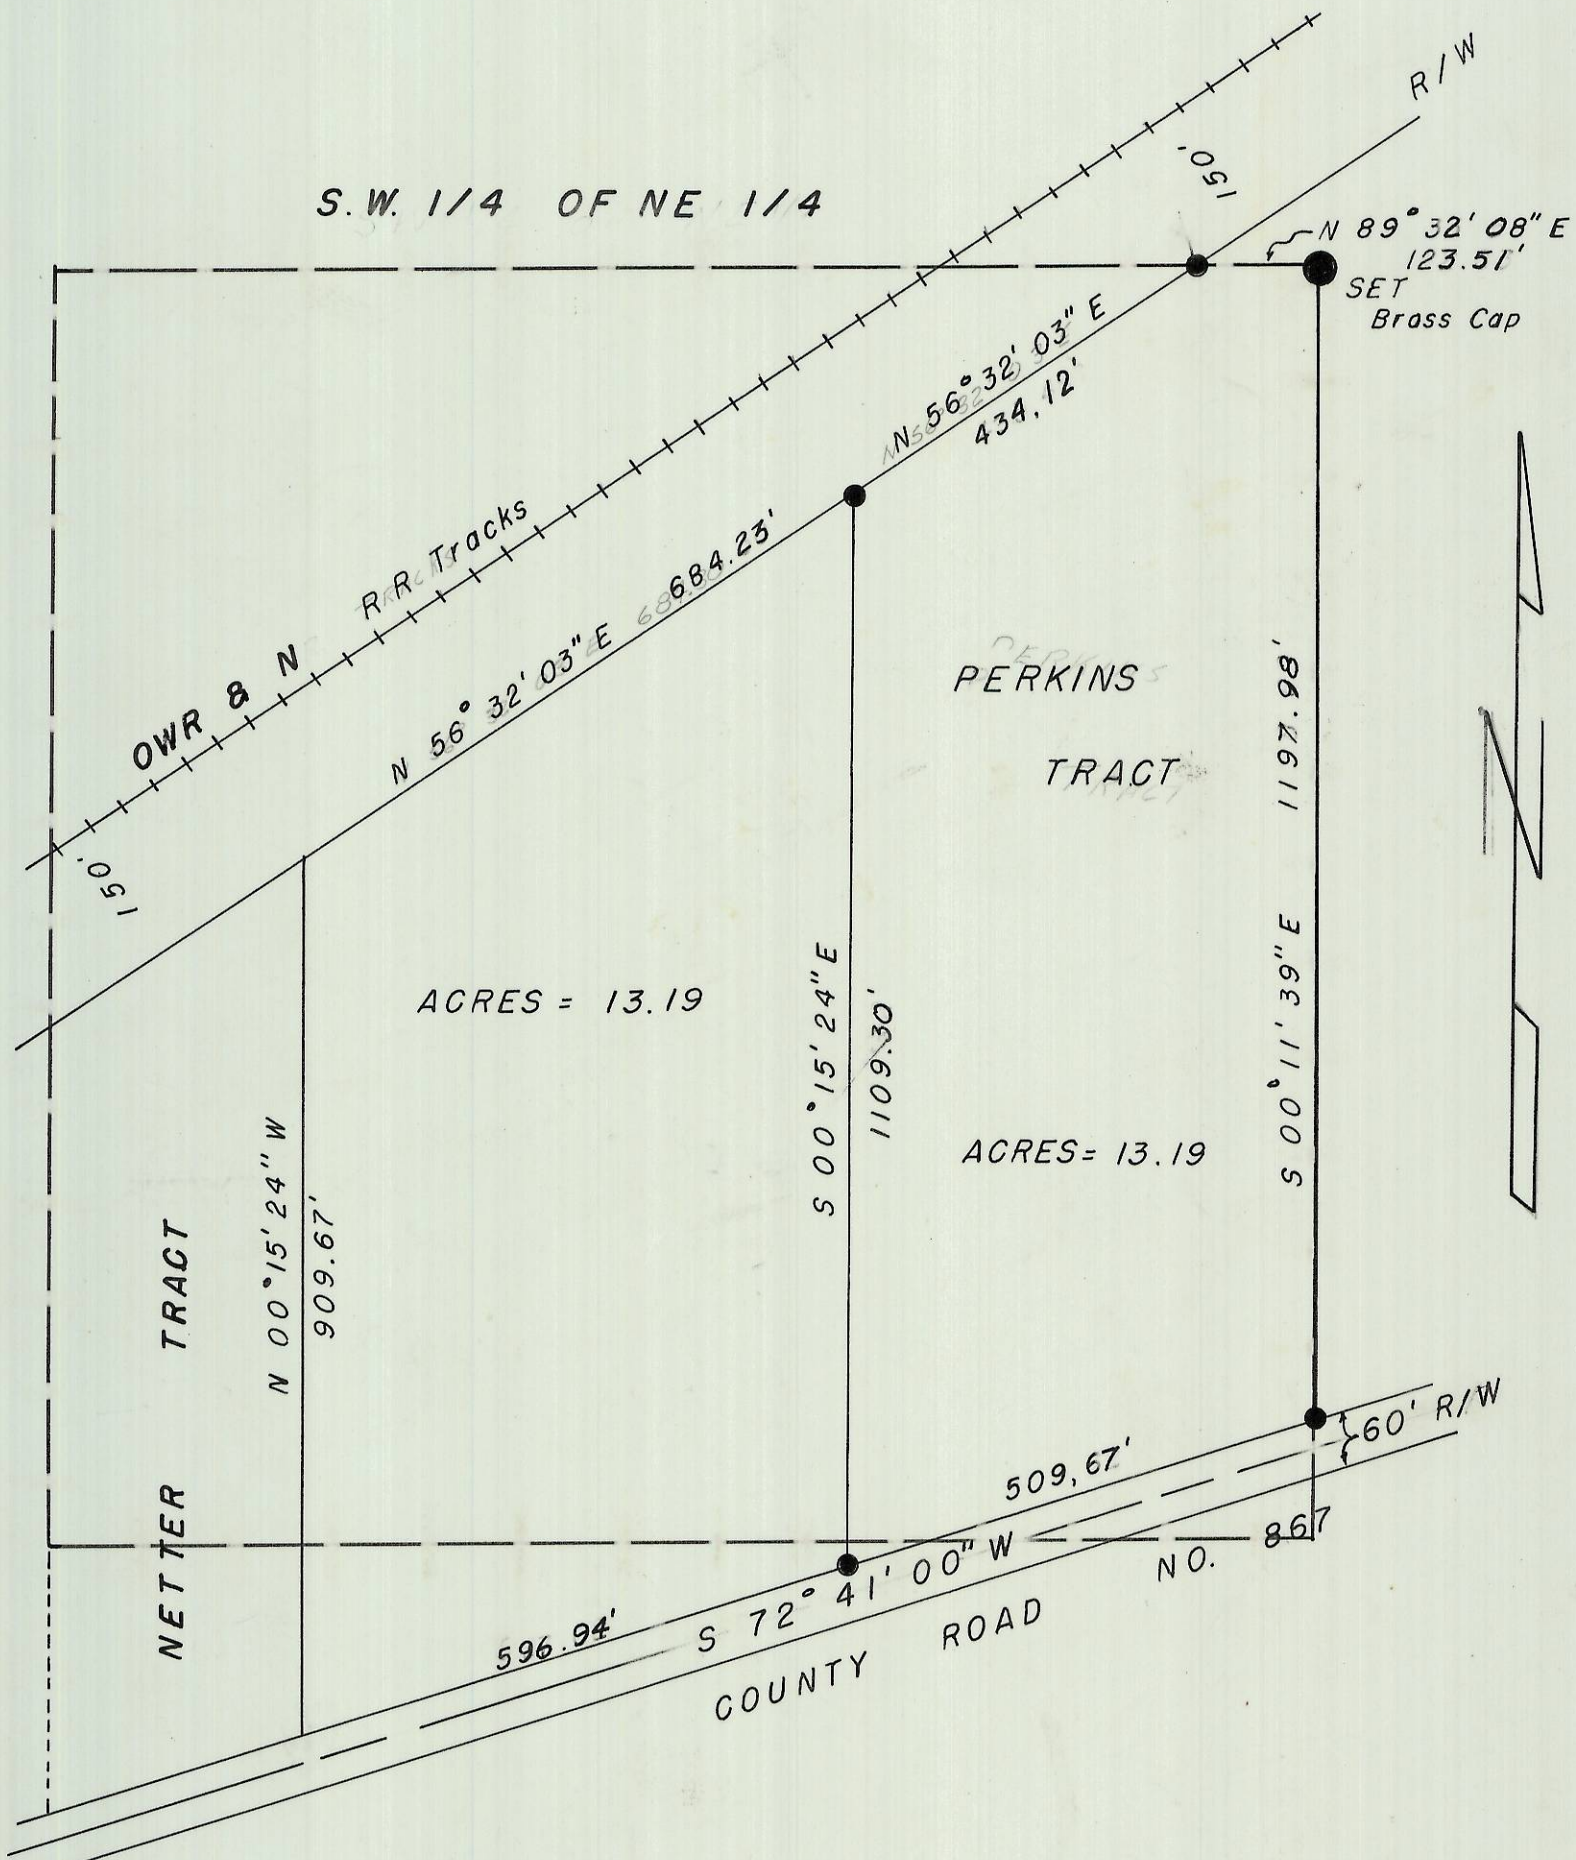 R/W
150'
S.W. 1/4 OF NE 1/4
N 89° 32' 08" E
123.51'
SET
Brass Cap
N 56° 32' 03" E
434.12'
OWR & N RR Tracks
150'
N 56° 32' 03" E 684.23'
PERKINS
TRACT
S 00° 11' 39" E 1197.98'
ACRES = 13.19
S 00° 15' 24" E
1109.30'
ACRES = 13.19
N 00° 15' 24" W
909.67'
NETTER TRACT
N
60' R/W
509.67'
596.94'
S 72° 41' 00" W
COUNTY ROAD NO. 867